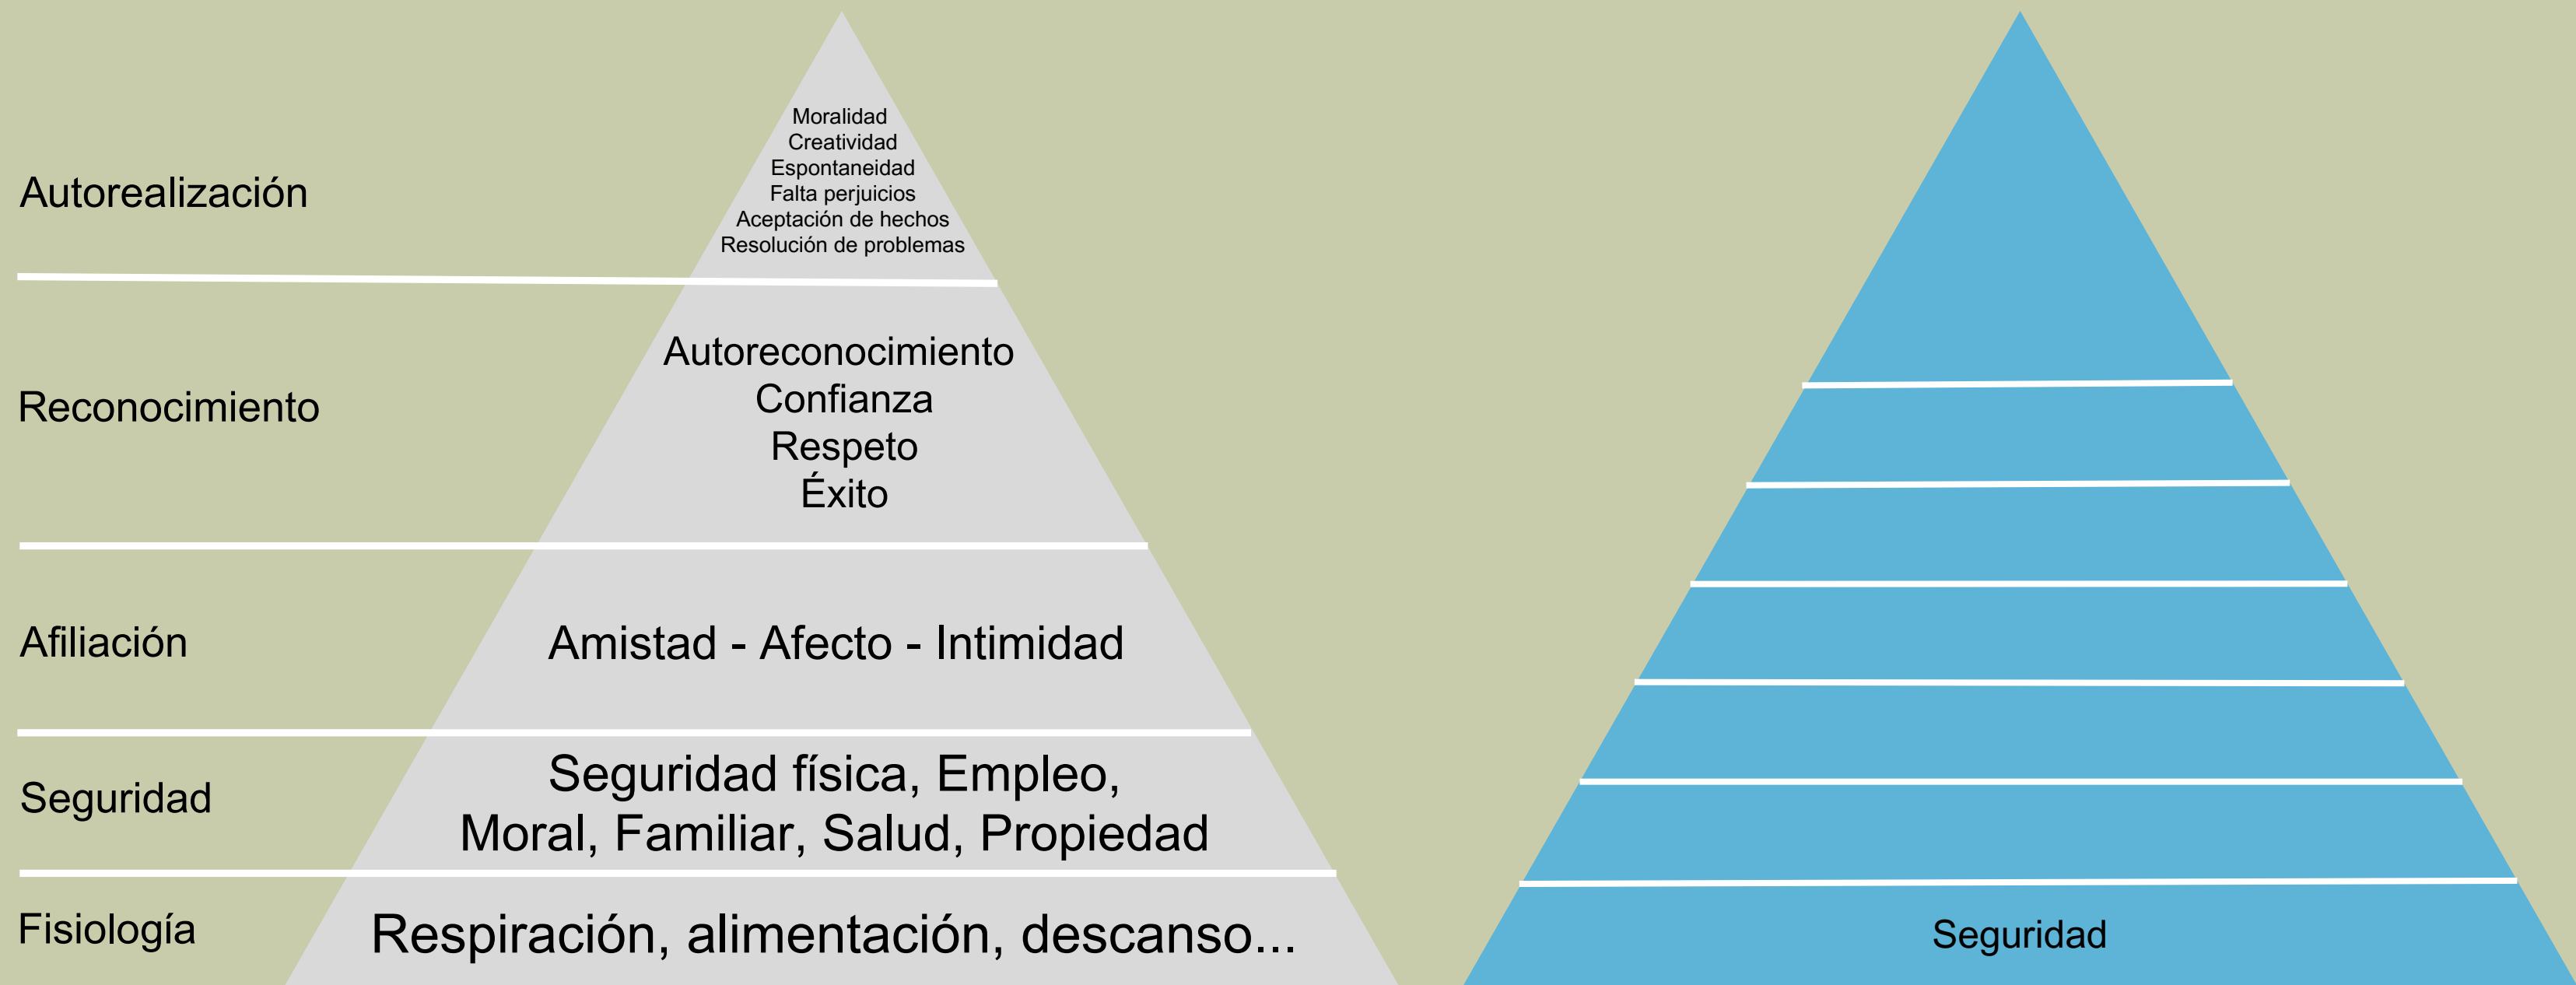 Autorealización
Moralidad
Creatividad
Espontaneidad
Falta perjuicios
Aceptación de hechos
Resolución de problemas
Reconocimiento
Autoreconocimiento
Confianza
Respeto
Éxito
Afiliación
Amistad - Afecto - Intimidad
Seguridad
Seguridad física, Empleo,
Moral, Familiar, Salud, Propiedad
Fisiología
Respiración, alimentación, descanso...
Seguridad